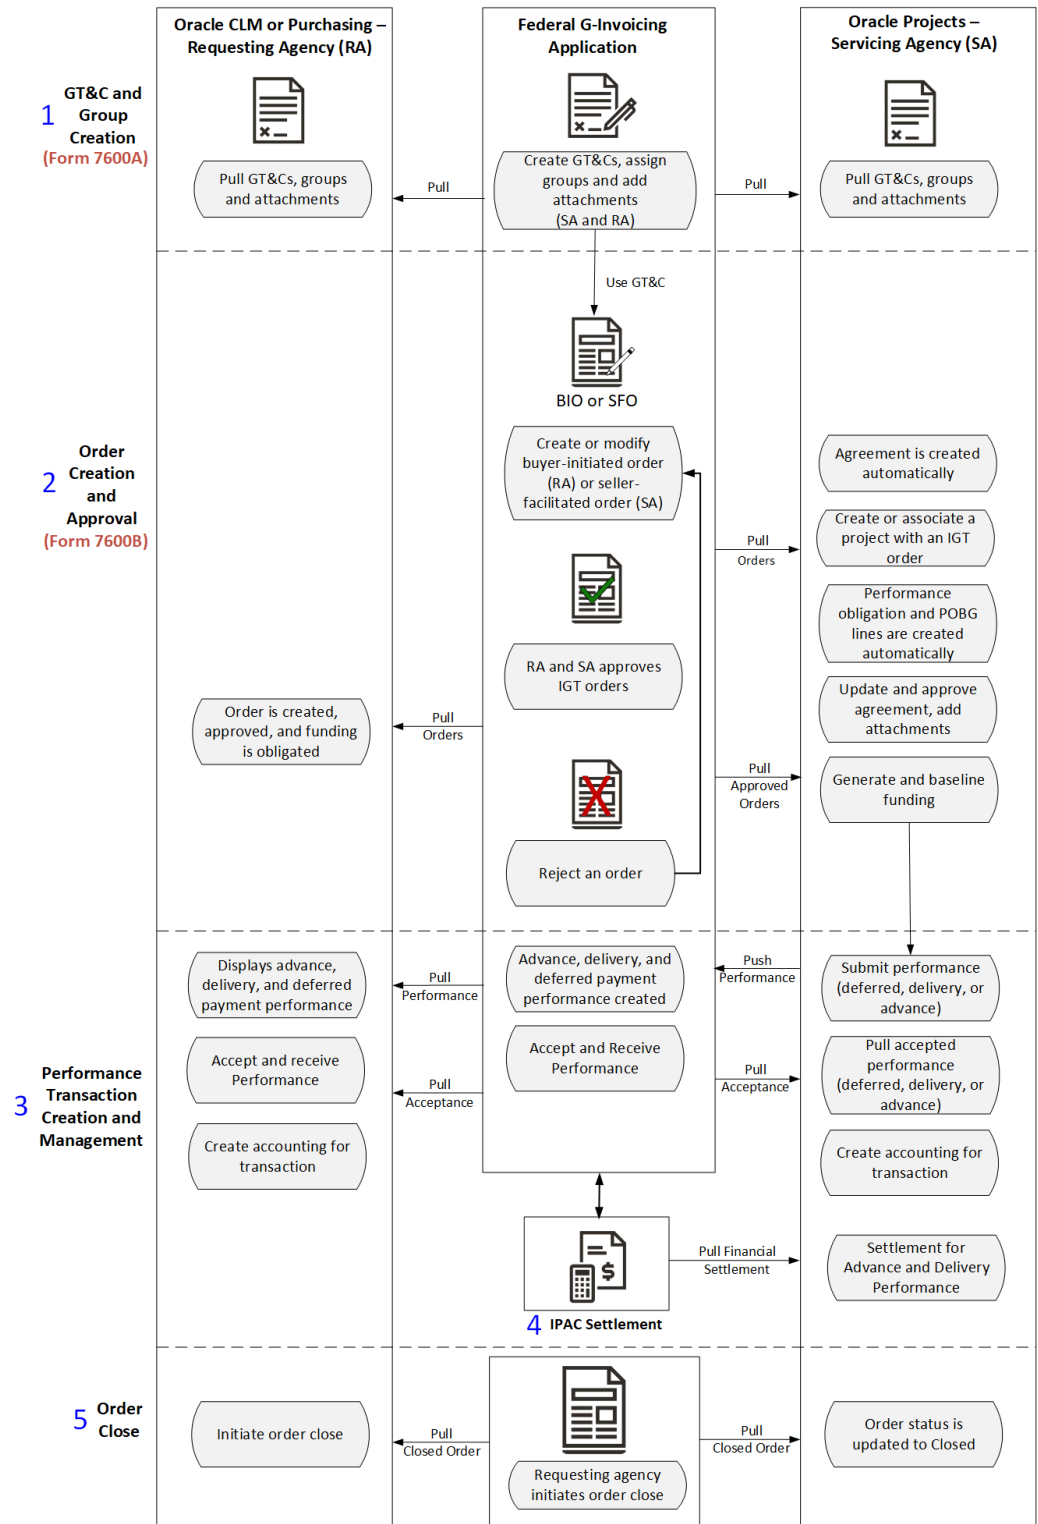 Oracle CLM or Purchasing –
Requesting Agency (RA)
Federal G-Invoicing
Application
Oracle Projects –
Servicing Agency (SA)
1
GT&C and
Group
Creation
(Form 7600A)
Pull GT&Cs, groups
and attachments
Pull
Create GT&Cs, assign
groups and add
attachments
(SA and RA)
Pull
Pull GT&Cs, groups
and attachments
Use GT&C
BIO or SFO
2
Order
Creation
and
Approval
(Form 7600B)
Create or modify
buyer-initiated order
(RA) or seller-
facilitated order (SA)
Agreement is created
automatically
Pull
Orders
Create or associate a
project with an IGT
order
Performance
obligation and POBG
lines are created
automatically
RA and SA approves
IGT orders
Update and approve
agreement, add
attachments
Order is created,
approved, and funding
is obligated
Pull
Orders
Pull
Approved
Orders
Generate and baseline
funding
Reject an order
3
Performance
Transaction
Creation and
Management
Displays advance,
delivery, and deferred
payment performance
Pull
Performance
Advance, delivery, and
deferred payment
performance created
Push
Performance
Submit performance
(deferred, delivery, or
advance)
Accept and receive
Performance
Pull
Acceptance
Accept and Receive
Performance
Pull
Acceptance
Pull accepted
performance
(deferred, delivery, or
advance)
Create accounting for
transaction
Create accounting for
transaction
$
4 IPAC Settlement
Pull Financial
Settlement
Settlement for
Advance and Delivery
Performance
5
Order
Close
Initiate order close
Pull
Closed Order
Requesting agency
initiates order close
Pull
Closed Order
Order status is
updated to Closed